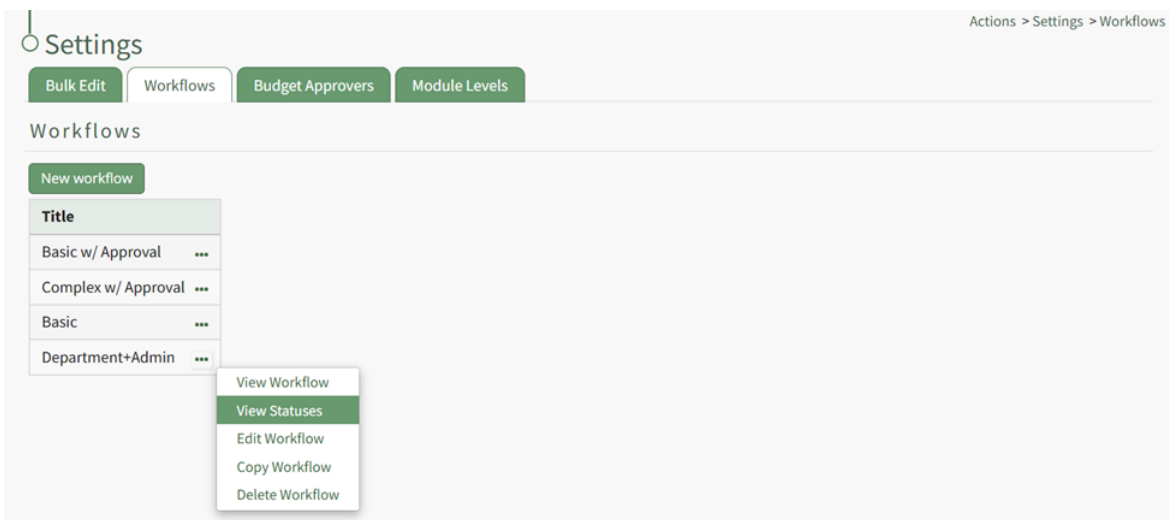 Actions > Settings > Workflows
Settings
Bulk Edit Workflows Budget Approvers Module Levels
Workflows
New workflow
Title
Basic w/ Approval
Complex w/ Approval
Basic
Department+Admin
View Workflow
View Statuses
Edit Workflow
Copy Workflow
Delete Workflow